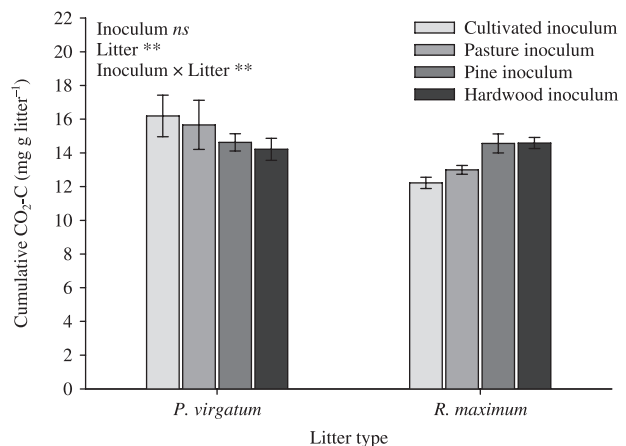 Inoculum ns
Litter **
Inoculum × Litter **
Cultivated inoculum
Pasture inoculum
Pine inoculum
Hardwood inoculum
Cumulative CO₂-C (mg g litter⁻¹)
22
20
18
16
14
12
10
8
6
4
2
0
P. virgatum
R. maximum
Litter type